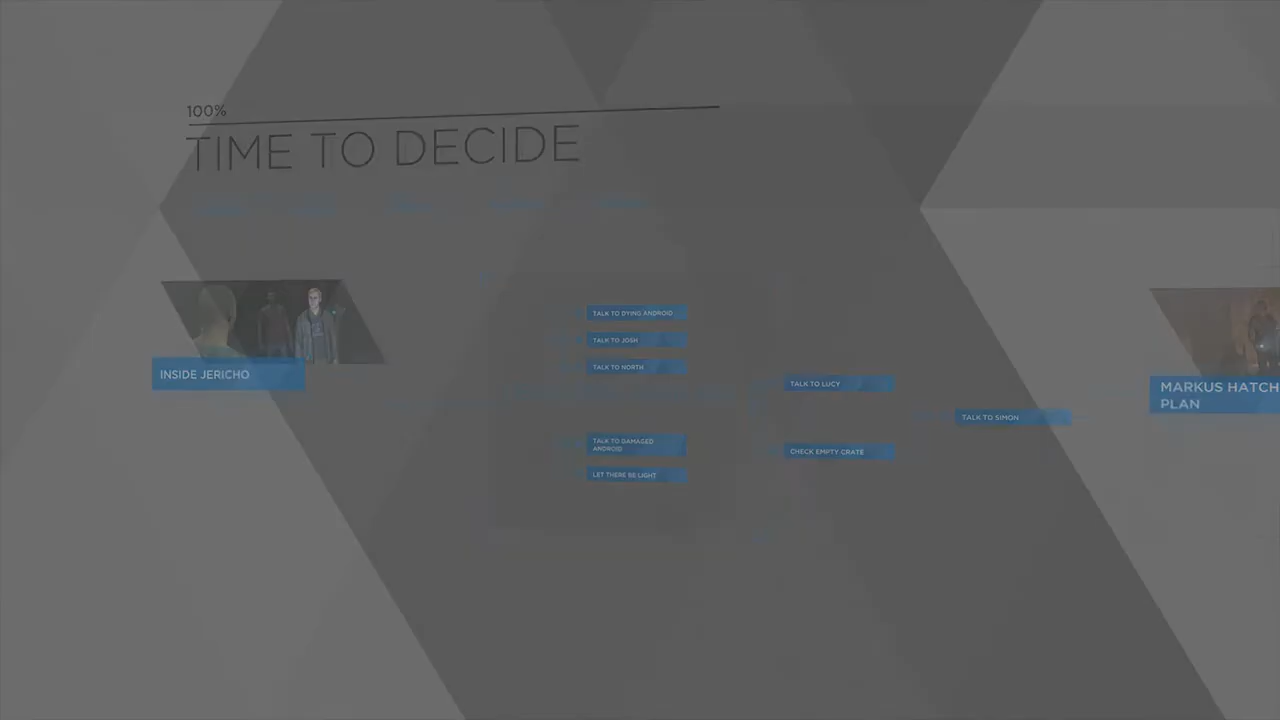 100%
TIME TO DECIDE
INSIDE JERICHO
TALK TO DYING ANDROID
TALK TO JOSH
TALK TO NORTH
TALK TO DAMAGED
ANDROID
LET THERE BE LIGHT
TALK TO LUCY
CHECK EMPTY CRATE
TALK TO SIMON
MARKUS HATCH
PLAN